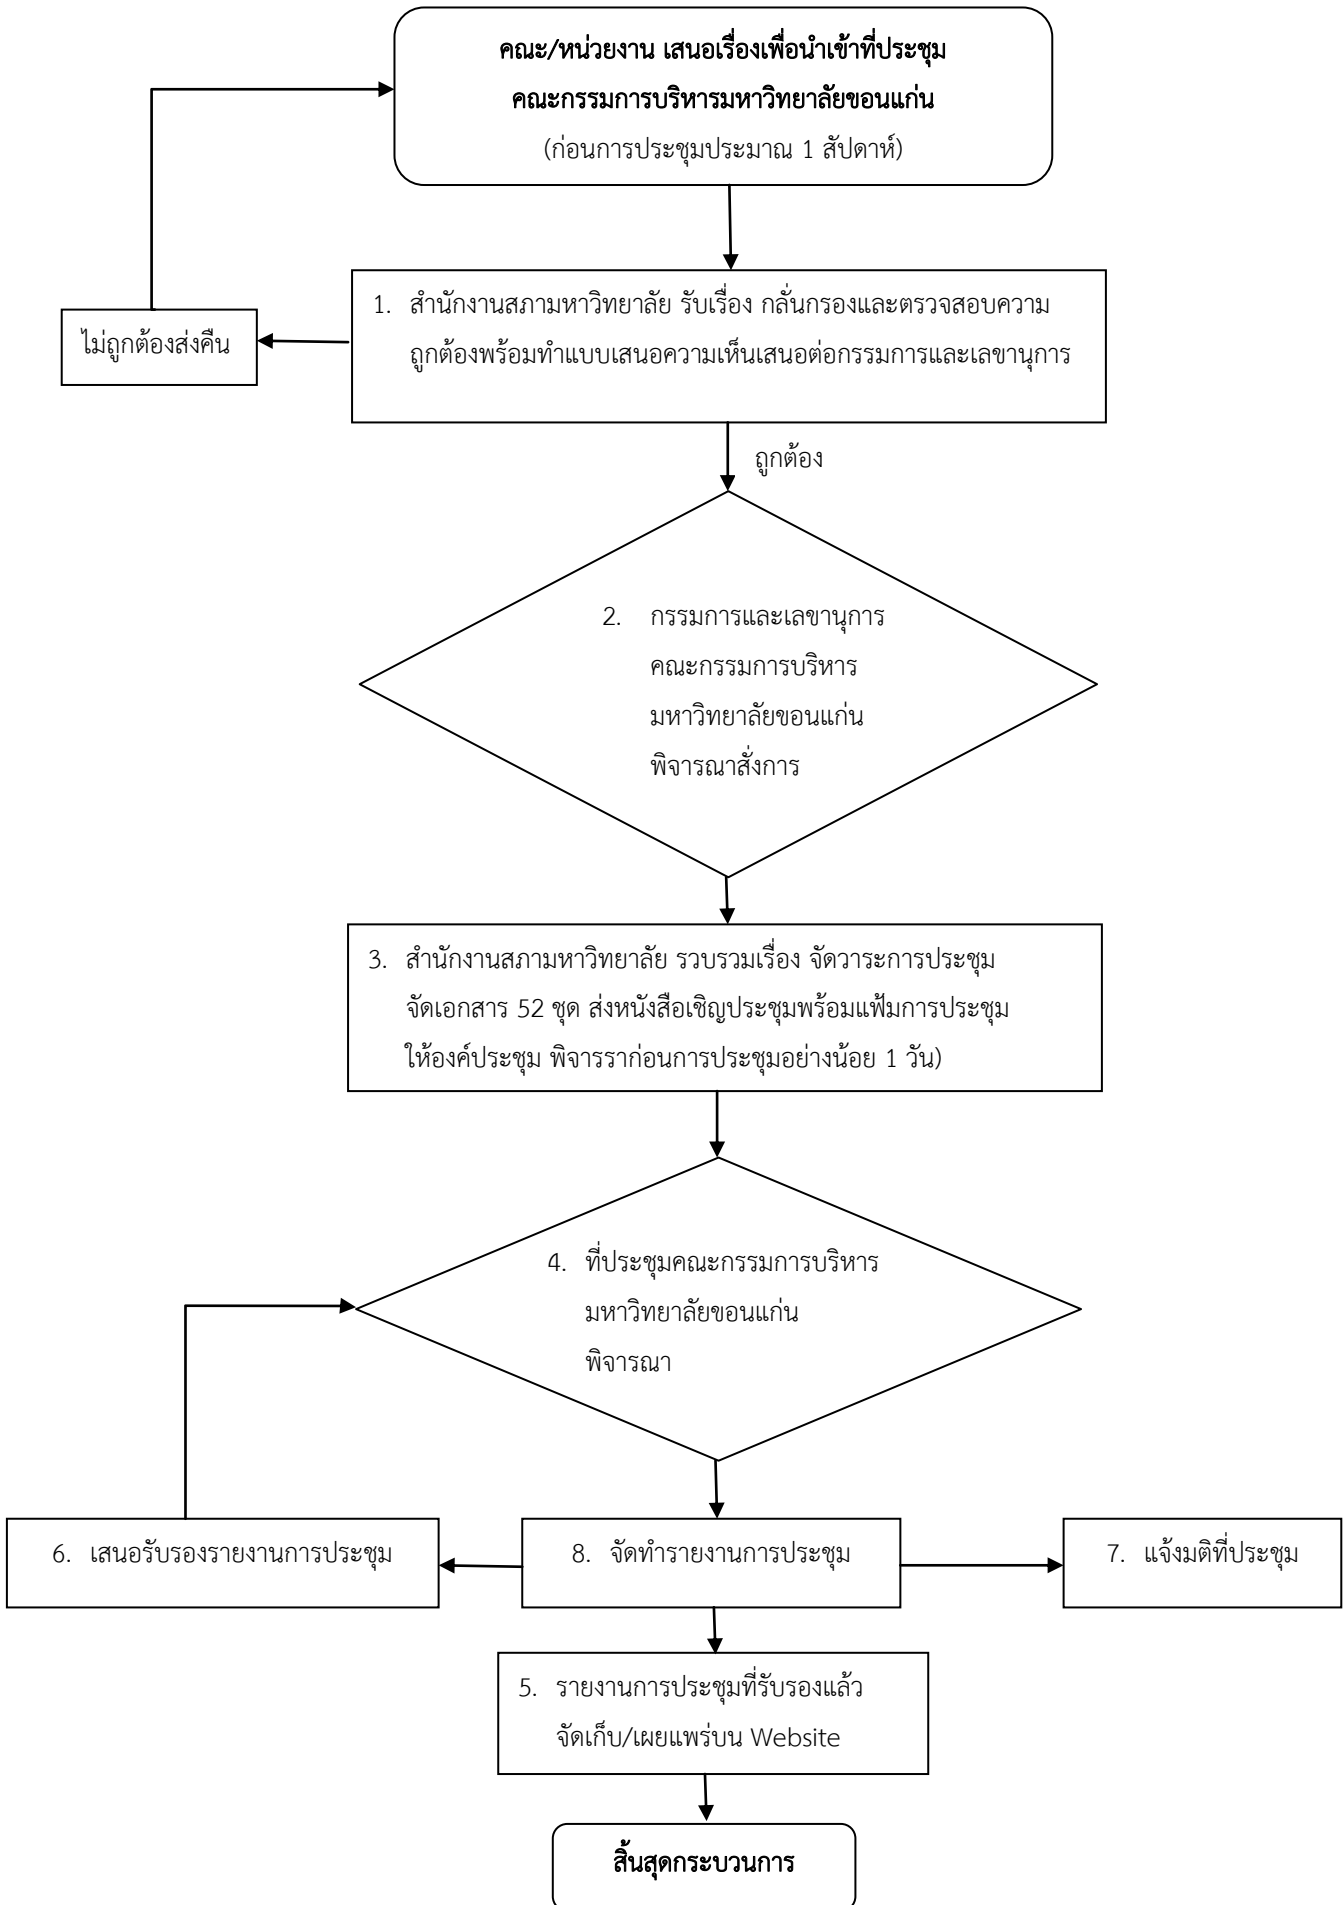 คณะ/หน่วยงาน เสนอเรื่องเพื่อนำเข้าที่ประชุม
คณะกรรมการบริหารมหาวิทยาลัยขอนแก่น
(ก่อนการประชุมประมาณ 1 สัปดาห์)
1. สำนักงานสภามหาวิทยาลัย รับเรื่อง กลั่นกรองและตรวจสอบความ
ถูกต้องพร้อมทำแบบเสนอความเห็นเสนอต่อกรรมการและเลขานุการ
ไม่ถูกต้องส่งคืน
ถูกต้อง
2. กรรมการและเลขานุการ
คณะกรรมการบริหาร
มหาวิทยาลัยขอนแก่น
พิจารณาสั่งการ
3. สำนักงานสภามหาวิทยาลัย รวบรวมเรื่อง จัดวาระการประชุม
จัดเอกสาร 52 ชุด ส่งหนังสือเชิญประชุมพร้อมแฟ้มการประชุม
ให้องค์ประชุม พิจารราก่อนการประชุมอย่างน้อย 1 วัน)
4. ที่ประชุมคณะกรรมการบริหาร
มหาวิทยาลัยขอนแก่น
พิจารณา
6. เสนอรับรองรายงานการประชุม
8. จัดทำรายงานการประชุม
7. แจ้งมติที่ประชุม
5. รายงานการประชุมที่รับรองแล้ว
จัดเก็บ/เผยแพร่บน Website
สิ้นสุดกระบวนการ